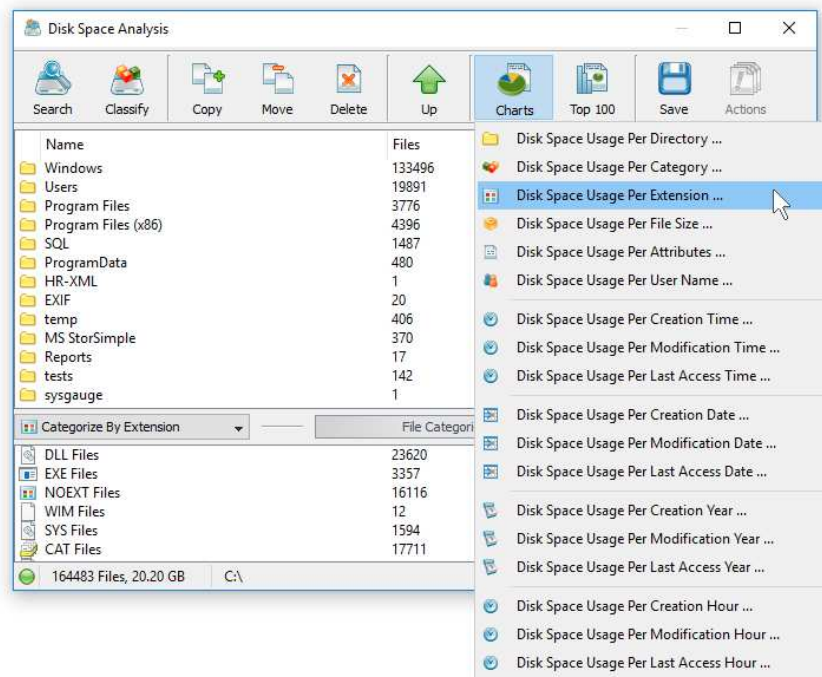 Disk Space Analysis
Search Classify Copy Move Delete Up Charts Top 100 Save Actions
Name Files
Windows 133496
Users 19891
Program Files 3776
Program Files (x86) 4396
SQL 1487
ProgramData 480
HR-XML 1
EXIF 20
temp 406
MS StorSimple 370
Reports 17
tests 142
sysgauge 1
Categorize By Extension File Categori
DLL Files 23620
EXE Files 3357
NOEXT Files 16116
WIM Files 12
SYS Files 1594
CAT Files 17711
164483 Files, 20.20 GB C:\
Disk Space Usage Per Directory ...
Disk Space Usage Per Category ...
Disk Space Usage Per Extension ...
Disk Space Usage Per File Size ...
Disk Space Usage Per Attributes ...
Disk Space Usage Per User Name ...
Disk Space Usage Per Creation Time ...
Disk Space Usage Per Modification Time ...
Disk Space Usage Per Last Access Time ...
Disk Space Usage Per Creation Date ...
Disk Space Usage Per Modification Date ...
Disk Space Usage Per Last Access Date ...
Disk Space Usage Per Creation Year ...
Disk Space Usage Per Modification Year ...
Disk Space Usage Per Last Access Year ...
Disk Space Usage Per Creation Hour ...
Disk Space Usage Per Modification Hour ...
Disk Space Usage Per Last Access Hour ...